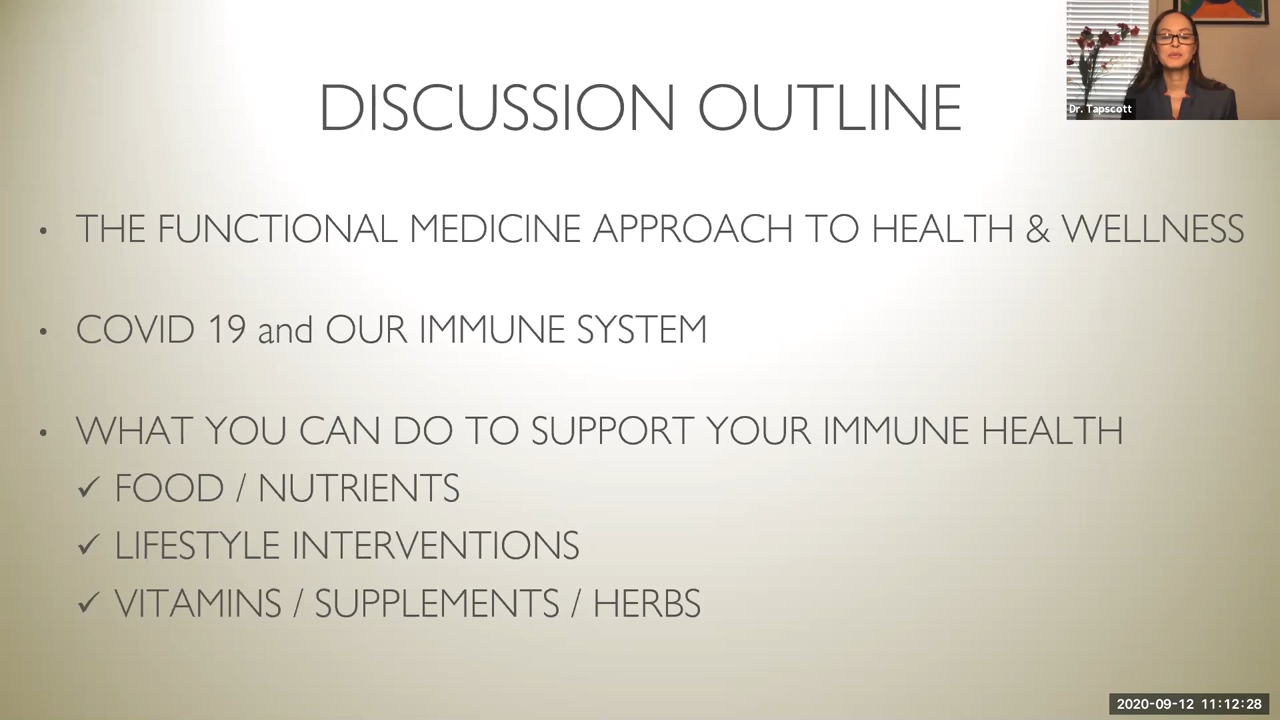 DISCUSSION OUTLINE
Dr. Tapscott
• THE FUNCTIONAL MEDICINE APPROACH TO HEALTH & WELLNESS
• COVID 19 and OUR IMMUNE SYSTEM
• WHAT YOU CAN DO TO SUPPORT YOUR IMMUNE HEALTH
✓ FOOD / NUTRIENTS
✓ LIFESTYLE INTERVENTIONS
✓ VITAMINS / SUPPLEMENTS / HERBS
2020-09-12 11:12:28